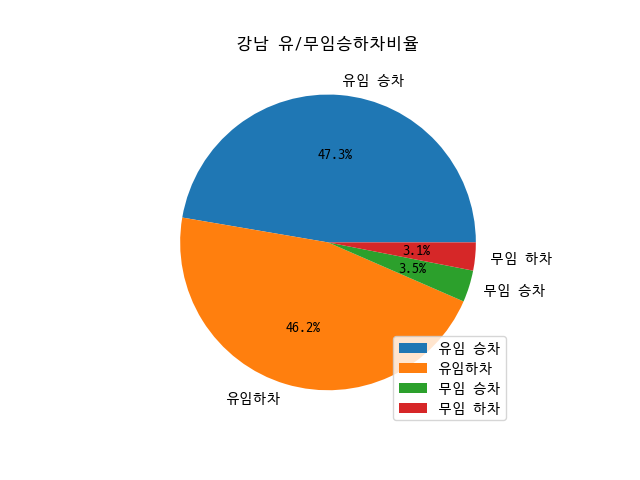 강남 유/무임승하차비율
유임 승차
47.3%
3.1%
무임 하차
3.5%
무임 승차
46.2%
유임하차
유임 승차
유임하차
무임 승차
무임 하차